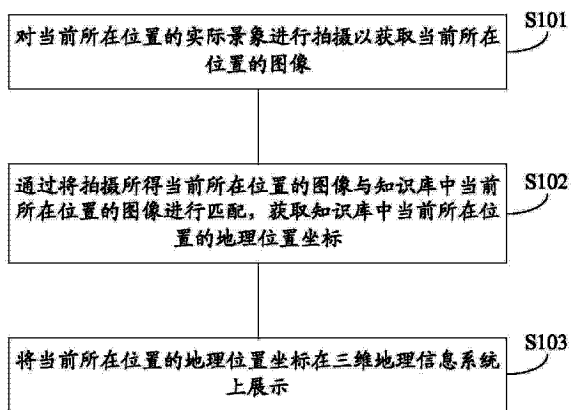 S101
对当前所在位置的实际景象进行拍摄以获取当前所在
位置的图像
S102
通过将拍摄所得当前所在位置的图像与知识库中当前
所在位置的图像进行匹配，获取知识库中当前所在位
置的地理位置坐标
S103
将当前所在位置的地理位置坐标在三维地理信息系统
上展示